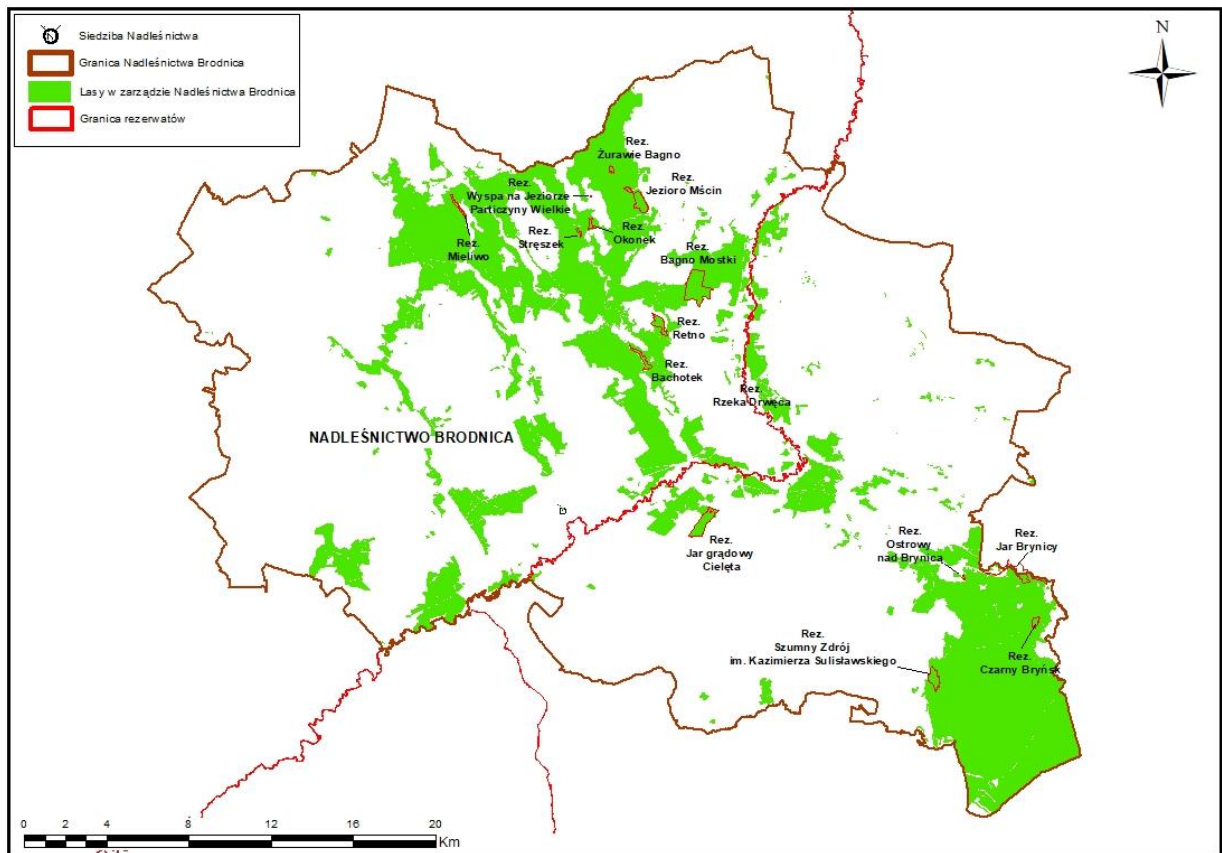 Siedziba Nadleśnictwa
Granica Nadleśnictwa Brodnica
Lasy w zarządzie Nadleśnictwa Brodnica
Granica rezerwatów
N
Rez.
Żurawie Bagno
Rez.
Jezioro Mścin
Rez.
Wyspa na Jeziorze
Particzyny Wielkie
Rez.
Stręszek
Rez.
Okonek
Rez.
Mieliwo
Rez.
Bagno Mostki
Rez.
Retno
Rez.
Bachotek
Rez.
Rzeka Drwęca
NADLEŚNICTWO BRODNICA
Rez.
Jar grądowy
Cielęta
Rez.
Ostrowy
nad Brynicą
Rez.
Jar Brynicy
Rez.
Szumny Zdrój
im. Kazimierza Sulisławskiego
Rez.
Czarny Bryńsk
0 2 4 8 12 16 20
Km